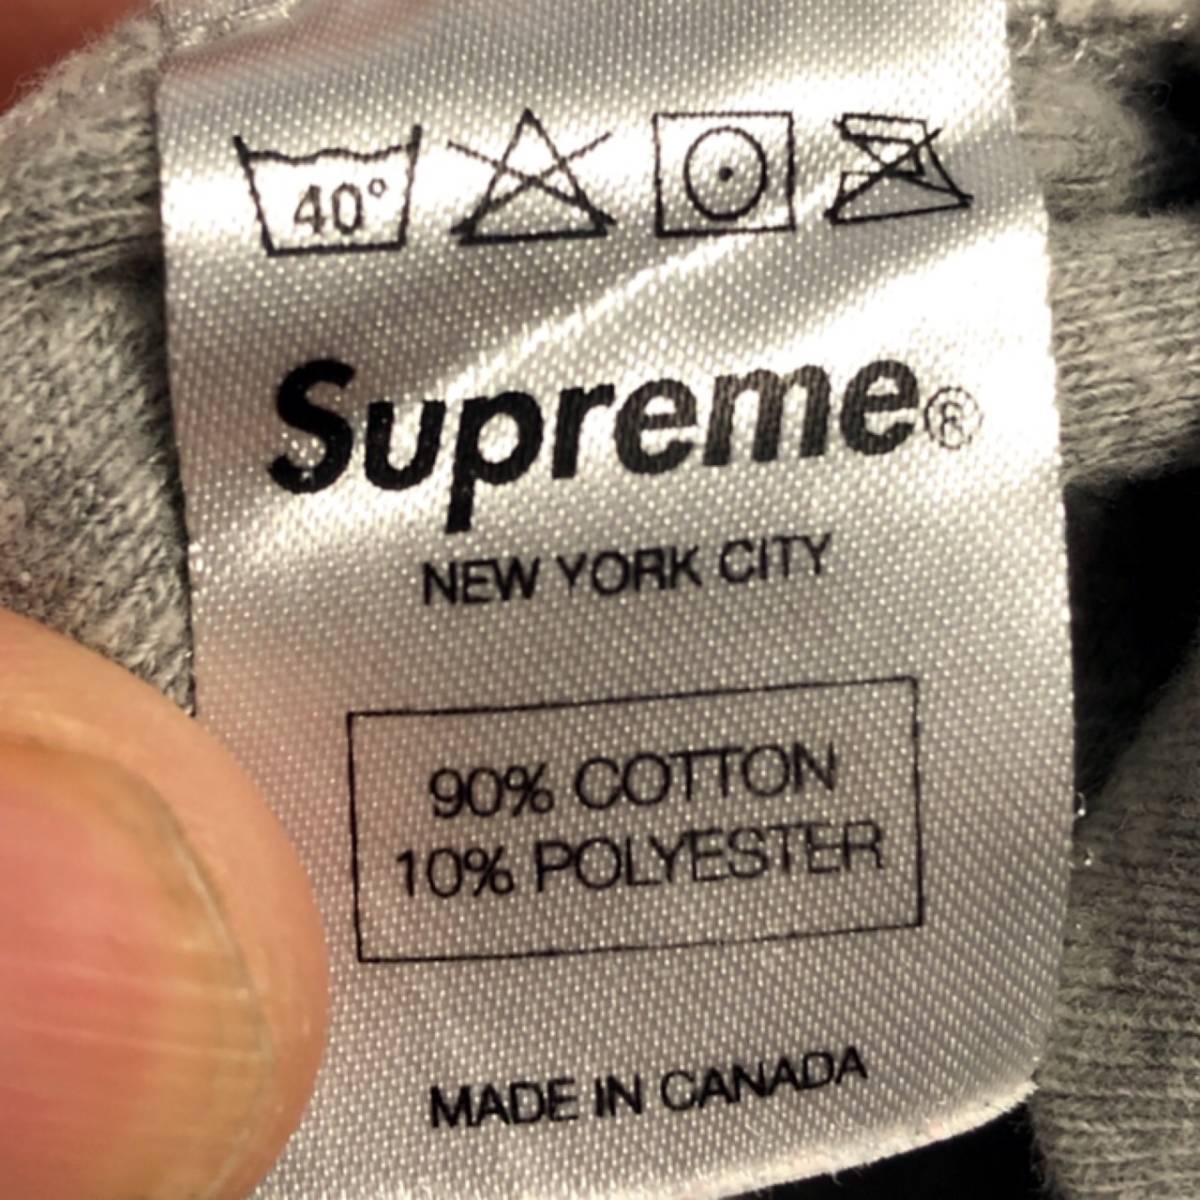 40°
Supreme®
NEW YORK CITY
90% COTTON
10% POLYESTER
MADE IN CANADA